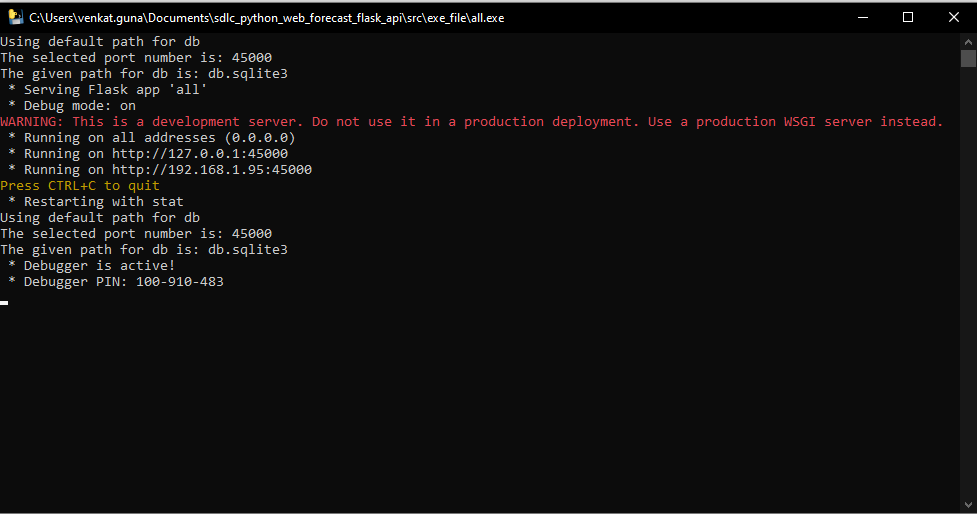 C:\Users\venkat.guna\Documents\sdlc_python_web_forecast_flask_api\src\exe_file\all.exe
Using default path for db
The selected port number is: 45000
The given path for db is: db.sqlite3
 * Serving Flask app 'all'
 * Debug mode: on
WARNING: This is a development server. Do not use it in a production deployment. Use a production WSGI server instead.
 * Running on all addresses (0.0.0.0)
 * Running on http://127.0.0.1:45000
 * Running on http://192.168.1.95:45000
Press CTRL+C to quit
 * Restarting with stat
Using default path for db
The selected port number is: 45000
The given path for db is: db.sqlite3
 * Debugger is active!
 * Debugger PIN: 100-910-483